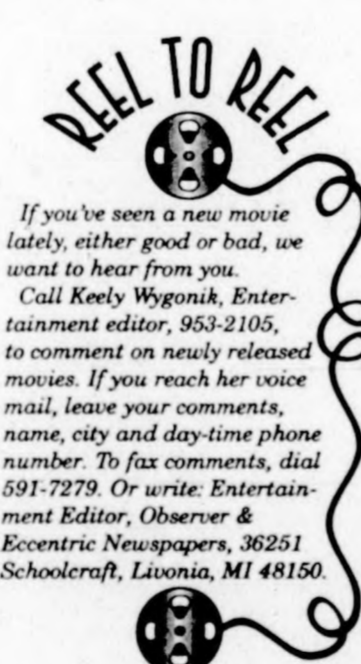 REEL TO REEL
If you've seen a new movie
lately, either good or bad, we
want to hear from you.
Call Keely Wygonik, Enter-
tainment editor, 953-2105,
to comment on newly released
movies. If you reach her voice
mail, leave your comments,
name, city and day-time phone
number. To fax comments, dial
591-7279. Or write: Entertain-
ment Editor, Observer &
Eccentric Newspapers, 36251
Schoolcraft, Livonia, MI 48150.